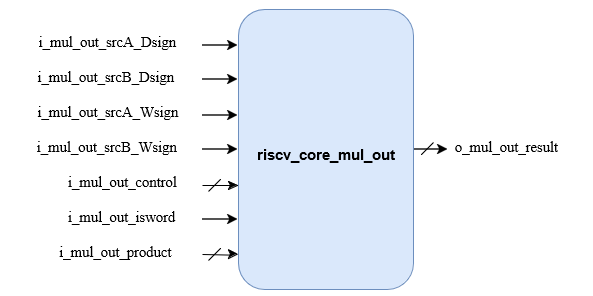 i_mul_out_srcA_Dsign
i_mul_out_srcB_Dsign
i_mul_out_srcA_Wsign
i_mul_out_srcB_Wsign
i_mul_out_control
i_mul_out_isword
i_mul_out_product
riscv_core_mul_out
o_mul_out_result